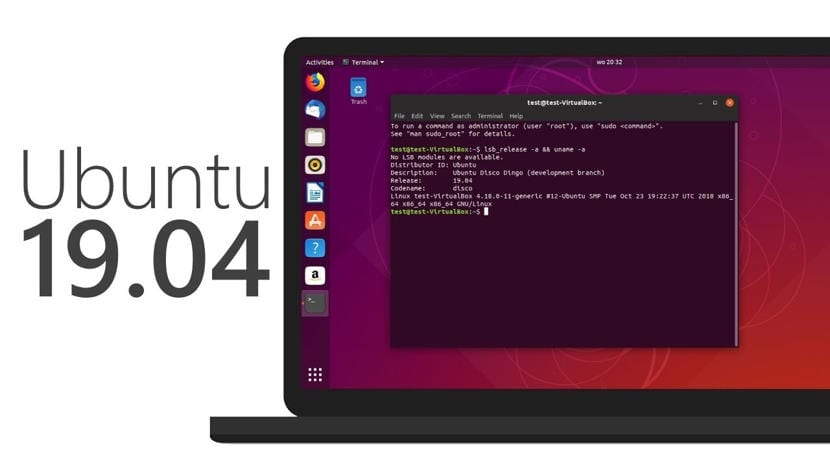 Ubuntu
19.04
Activities
Terminal
wo 20:32
Trash
test@test-VirtualBox: ~
File Edit View Search Terminal Help
To run a command as administrator (user "root"), use "sudo <command>".
See "man sudo_root" for details.
test@test-VirtualBox:~$ lsb_release -a && uname -a
No LSB modules are available.
Distributor ID: Ubuntu
Description: Ubuntu Disco Dingo (development branch)
Release: 19.04
Codename: disco
Linux test-VirtualBox 4.18.0-11-generic #12-Ubuntu SMP Tue Oct 23 19:22:37 UTC 2018 x86_
64 x86_64 x86_64 GNU/Linux
test@test-VirtualBox:~$